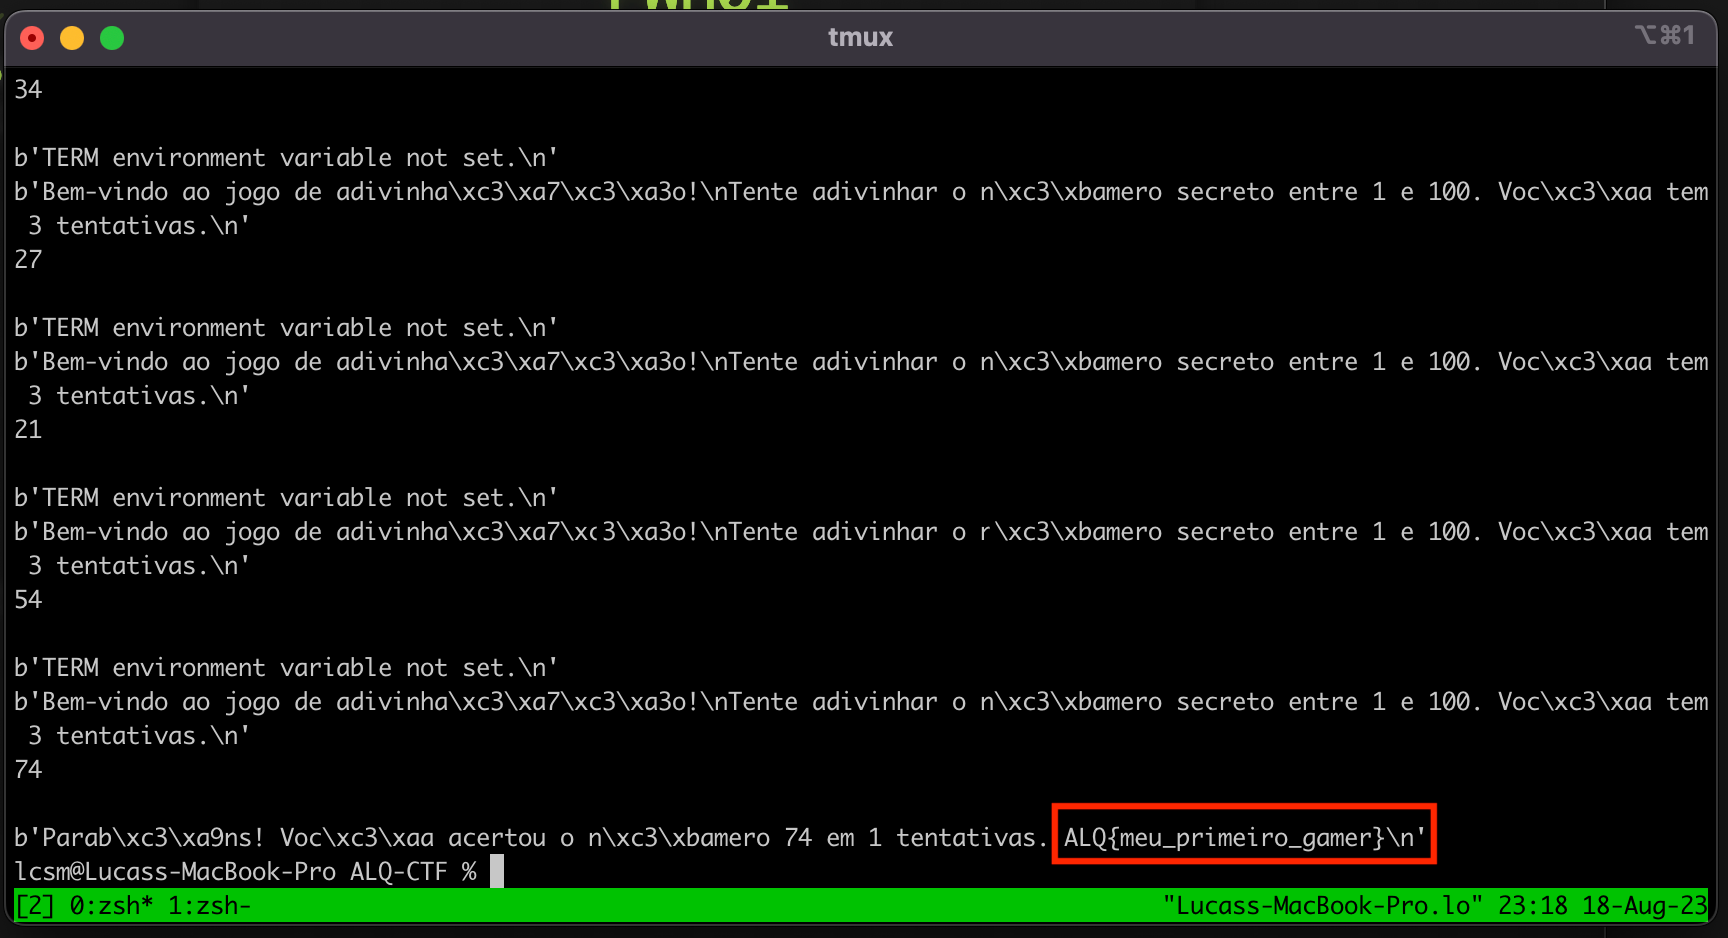 tmux
⌥⌘1
34
b'TERM environment variable not set.\n'
b'Bem-vindo ao jogo de adivinha\xc3\xa7\xc3\xa3o!\nTente adivinhar o n\xc3\xbamero secreto entre 1 e 100. Voc\xc3\xaa tem
 3 tentativas.\n'
27
b'TERM environment variable not set.\n'
b'Bem-vindo ao jogo de adivinha\xc3\xa7\xc3\xa3o!\nTente adivinhar o n\xc3\xbamero secreto entre 1 e 100. Voc\xc3\xaa tem
 3 tentativas.\n'
21
b'TERM environment variable not set.\n'
b'Bem-vindo ao jogo de adivinha\xc3\xa7\xc3\xa3o!\nTente adivinhar o n\xc3\xbamero secreto entre 1 e 100. Voc\xc3\xaa tem
 3 tentativas.\n'
54
b'TERM environment variable not set.\n'
b'Bem-vindo ao jogo de adivinha\xc3\xa7\xc3\xa3o!\nTente adivinhar o n\xc3\xbamero secreto entre 1 e 100. Voc\xc3\xaa tem
 3 tentativas.\n'
74
b'Parab\xc3\xa9ns! Voc\xc3\xaa acertou o n\xc3\xbamero 74 em 1 tentativas. ALQ{meu_primeiro_gamer}\n'
lcsm@Lucass-MacBook-Pro ALQ-CTF %
[2] 0:zsh* 1:zsh- "Lucass-MacBook-Pro.lo" 23:18 18-Aug-23